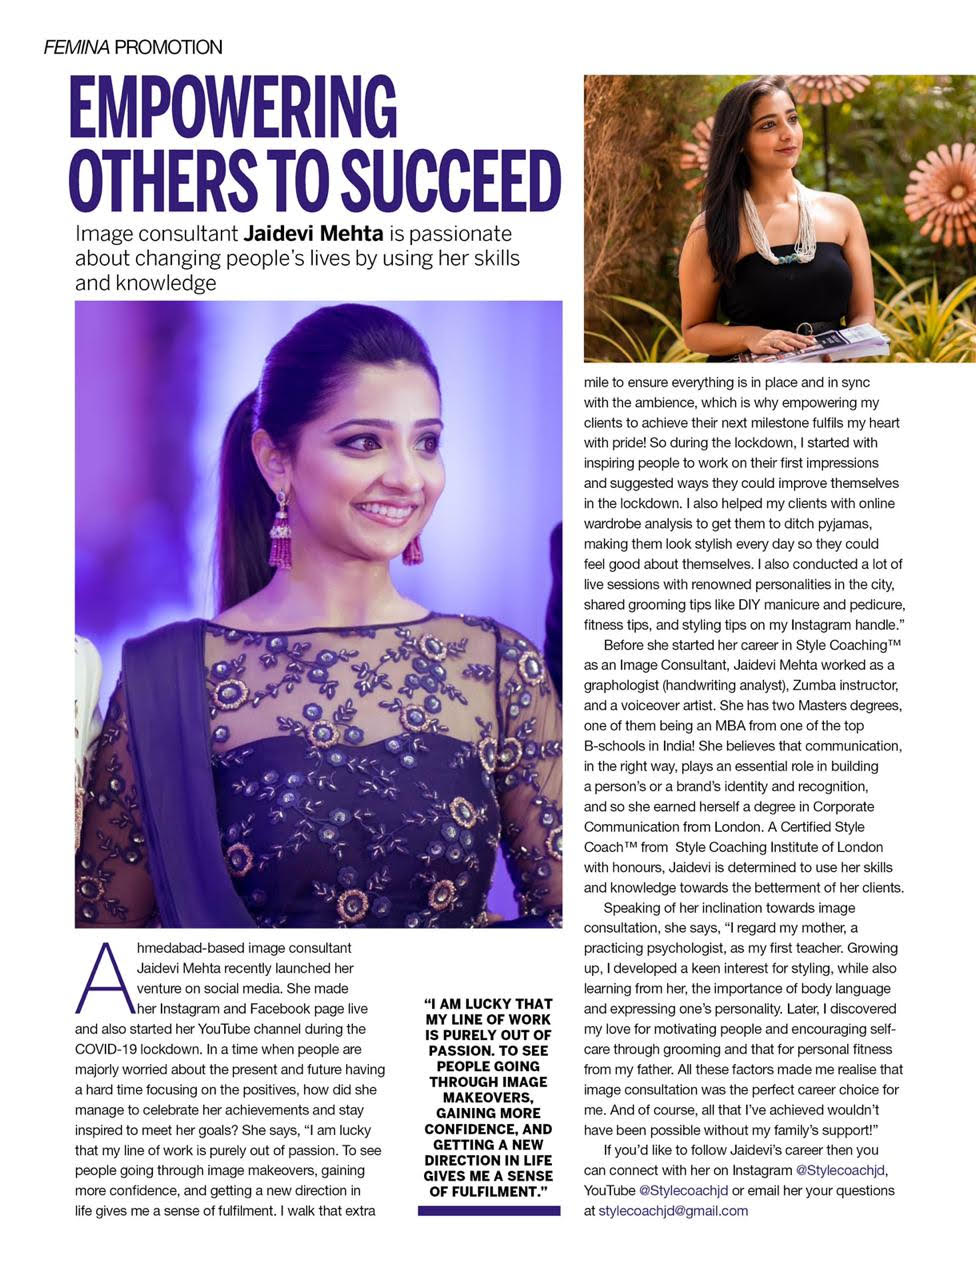 FEMINA PROMOTION
EMPOWERING
OTHERS TO SUCCEED
Image consultant Jaidevi Mehta is passionate
about changing people's lives by using her skills
and knowledge
Ahmedabad-based image consultant
Jaidevi Mehta recently launched her
venture on social media. She made
her Instagram and Facebook page live
and also started her YouTube channel during the
COVID-19 lockdown. In a time when people are
majorly worried about the present and future having
a hard time focusing on the positives, how did she
manage to celebrate her achievements and stay
inspired to meet her goals? She says, “I am lucky
that my line of work is purely out of passion. To see
people going through image makeovers, gaining
more confidence, and getting a new direction in
life gives me a sense of fulfilment. I walk that extra
“I AM LUCKY THAT
MY LINE OF WORK
IS PURELY OUT OF
PASSION. TO SEE
PEOPLE GOING
THROUGH IMAGE
MAKEOVERS,
GAINING MORE
CONFIDENCE, AND
GETTING A NEW
DIRECTION IN LIFE
GIVES ME A SENSE
OF FULFILMENT.”
mile to ensure everything is in place and in sync
with the ambience, which is why empowering my
clients to achieve their next milestone fulfils my heart
with pride! So during the lockdown, I started with
inspiring people to work on their first impressions
and suggested ways they could improve themselves
in the lockdown. I also helped my clients with online
wardrobe analysis to get them to ditch pyjamas,
making them look stylish every day so they could
feel good about themselves. I also conducted a lot of
live sessions with renowned personalities in the city,
shared grooming tips like DIY manicure and pedicure,
fitness tips, and styling tips on my Instagram handle.”
Before she started her career in Style Coaching™
as an Image Consultant, Jaidevi Mehta worked as a
graphologist (handwriting analyst), Zumba instructor,
and a voiceover artist. She has two Masters degrees,
one of them being an MBA from one of the top
B-schools in India! She believes that communication,
in the right way, plays an essential role in building
a person’s or a brand’s identity and recognition,
and so she earned herself a degree in Corporate
Communication from London. A Certified Style
Coach™ from Style Coaching Institute of London
with honours, Jaidevi is determined to use her skills
and knowledge towards the betterment of her clients.
Speaking of her inclination towards image
consultation, she says, “I regard my mother, a
practicing psychologist, as my first teacher. Growing
up, I developed a keen interest for styling, while also
learning from her, the importance of body language
and expressing one’s personality. Later, I discovered
my love for motivating people and encouraging self-
care through grooming and that for personal fitness
from my father. All these factors made me realise that
image consultation was the perfect career choice for
me. And of course, all that I’ve achieved wouldn’t
have been possible without my family’s support!”
If you’d like to follow Jaidevi’s career then you
can connect with her on Instagram @Stylecoachjd,
YouTube @Stylecoachjd or email her your questions
at stylecoachjd@gmail.com